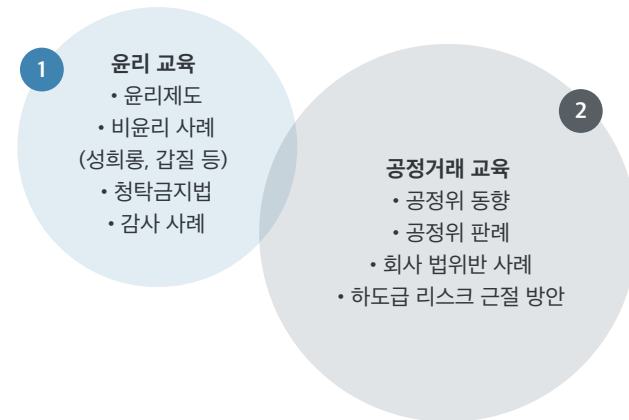 1
윤리 교육
• 윤리제도
• 비윤리 사례
(성희롱, 갑질 등)
• 청탁금지법
• 감사 사례
2
공정거래 교육
• 공정위 동향
• 공정위 판례
• 회사 법위반 사례
• 하도급 리스크 근절 방안